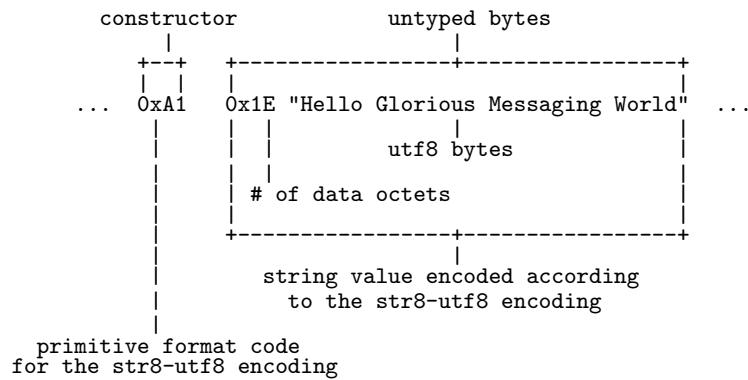 constructor untyped bytes
... 0xA1 0x1E "Hello Glorious Messaging World" ...
utf8 bytes
# of data octets
string value encoded according
to the str8-utf8 encoding
primitive format code
for the str8-utf8 encoding